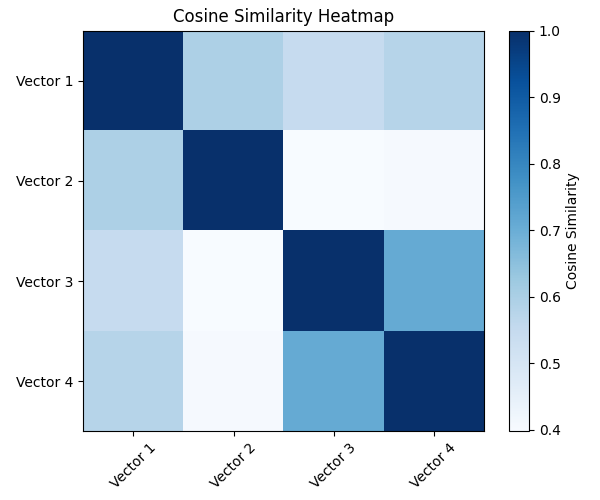 Cosine Similarity Heatmap
Vector 1
Vector 2
Vector 3
Vector 4
Vector 1
Vector 2
Vector 3
Vector 4
1.0
0.9
0.8
0.7
0.6
0.5
0.4
Cosine Similarity